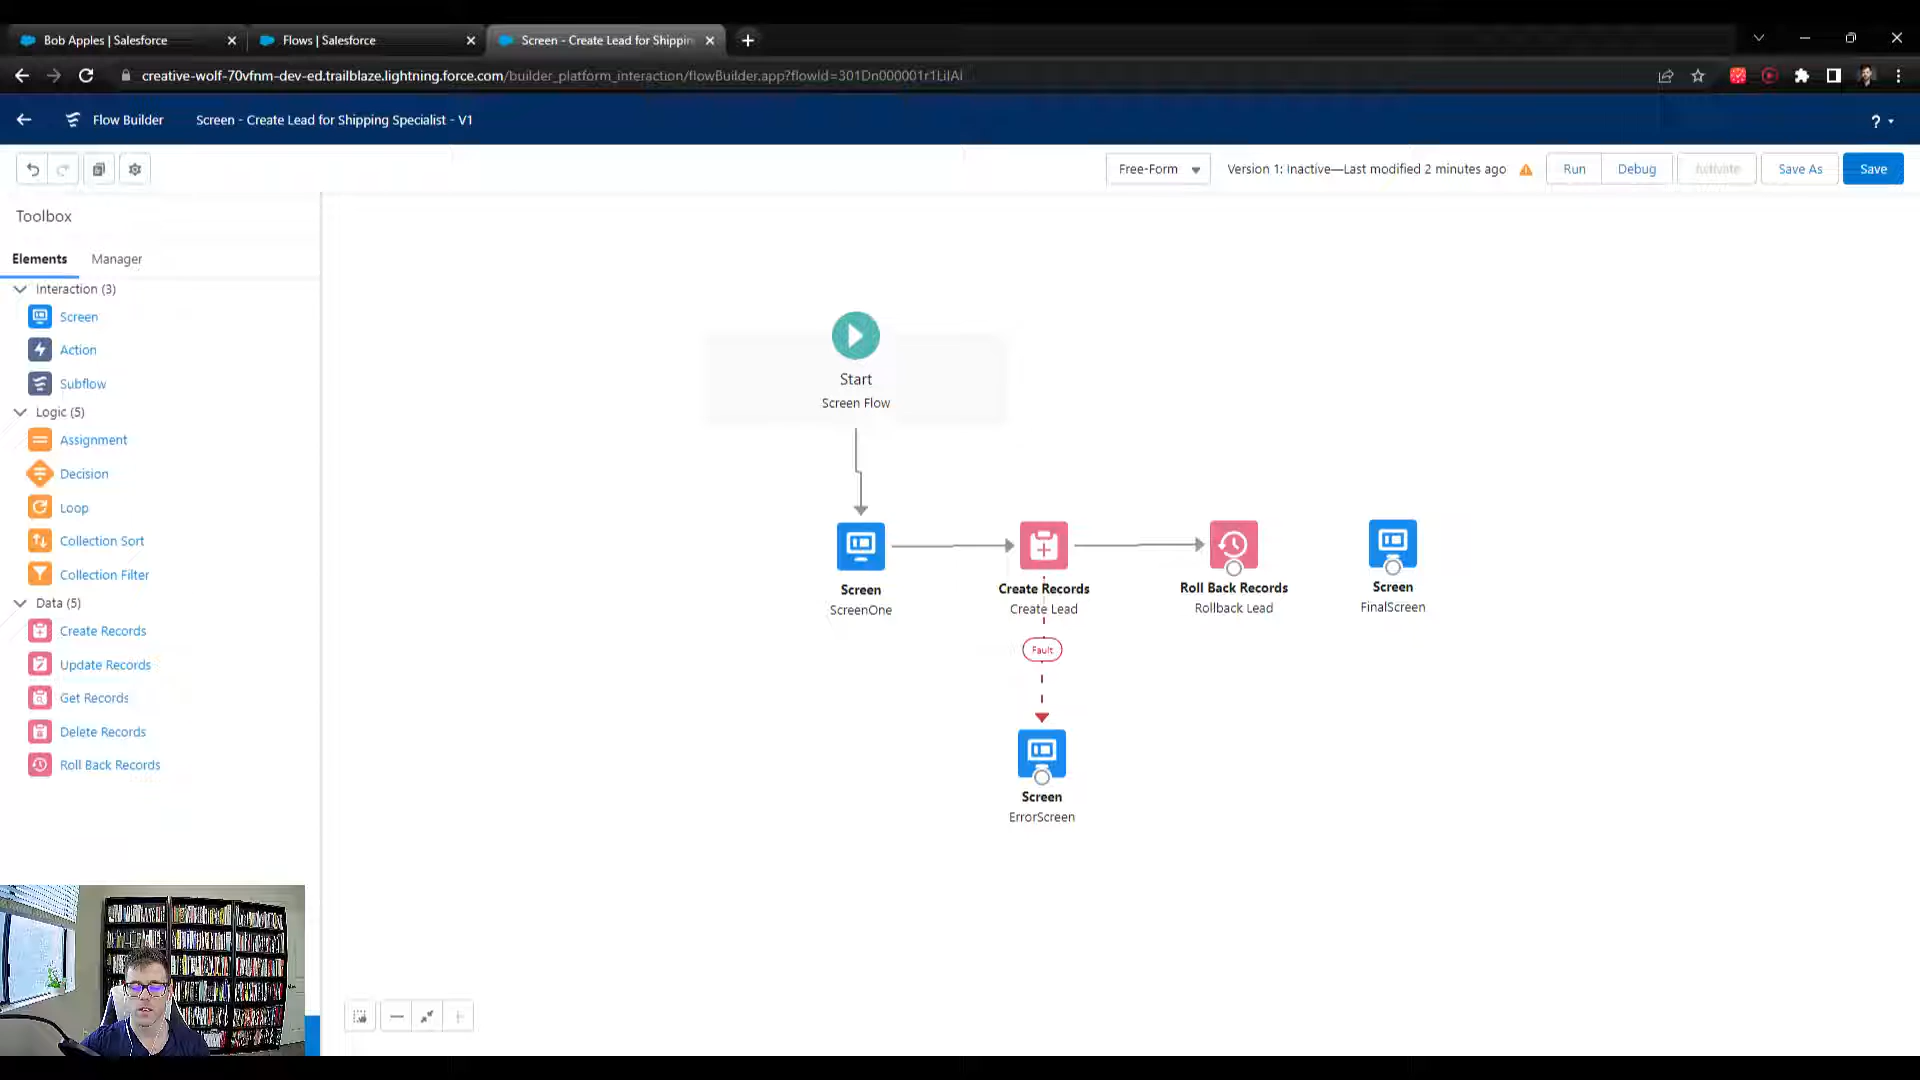 Bob Apples | Salesforce
Flows | Salesforce
Screen - Create Lead for Shippin
creative-wolf-70vfnm-dev-ed.trailblaze.lightning.force.com/builder_platform_interaction/flowBuilder.app?flowId=301Dn000001r1LiIAI
Flow Builder
Screen - Create Lead for Shipping Specialist - V1
?
Free-Form
Version 1: Inactive—Last modified 2 minutes ago
Run
Debug
Activate
Save As
Save
Toolbox
Elements
Manager
Interaction (3)
Screen
Action
Subflow
Logic (5)
Assignment
Decision
Loop
Collection Sort
Collection Filter
Data (5)
Create Records
Update Records
Get Records
Delete Records
Roll Back Records
Start
Screen Flow
Screen
ScreenOne
Create Records
Create Lead
Roll Back Records
Rollback Lead
Screen
FinalScreen
Fault
Screen
ErrorScreen